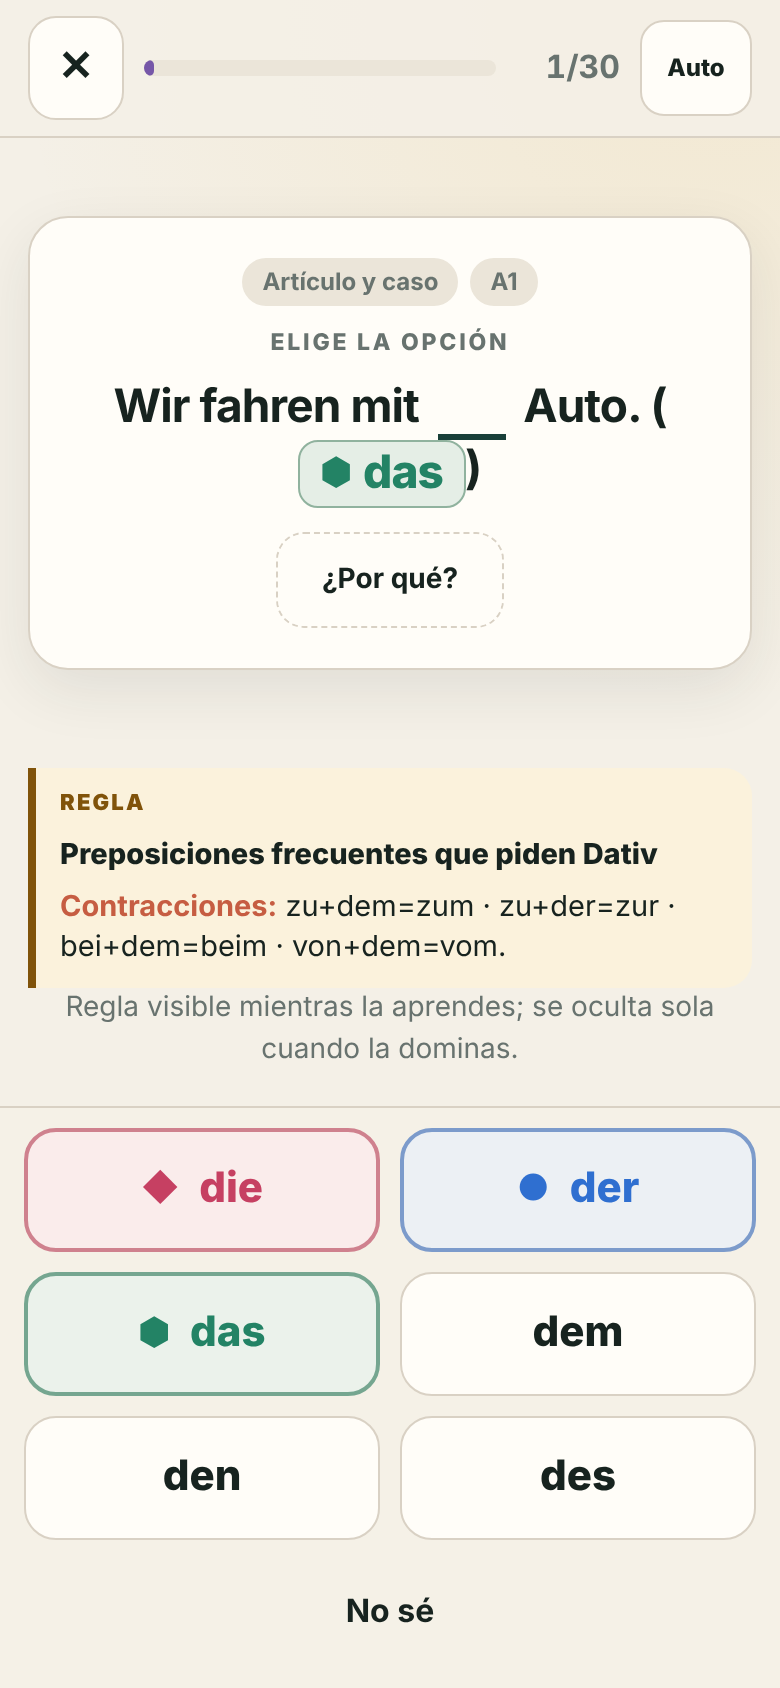 ✕ 1/30 Auto
Artículo y caso A1
ELIGE LA OPCIÓN
Wir fahren mit ___ Auto. (
das)
¿Por qué?
REGLA
Preposiciones frecuentes que piden Dativ
Contracciones: zu+dem=zum · zu+der=zur ·
bei+dem=beim · von+dem=vom.
Regla visible mientras la aprendes; se oculta sola
cuando la dominas.
die der
das dem
den des
No sé